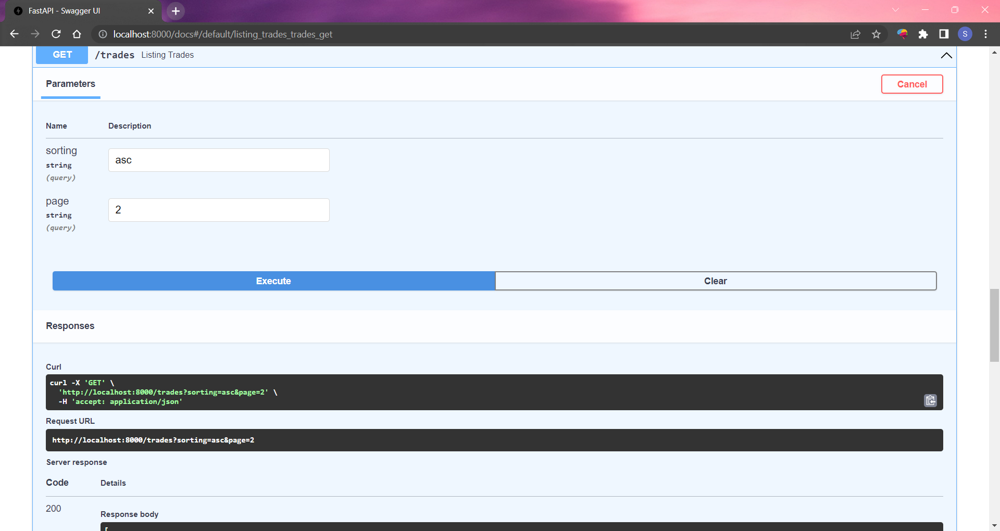 FastAPI - Swagger UI
localhost:8000/docs#/default/listing_trades_trades_get
S
GET /trades Listing Trades
Parameters
Cancel
Name Description
sorting
string
(query)
asc
page
string
(query)
2
Execute
Clear
Responses
Curl
curl -X 'GET' \
'http://localhost:8000/trades?sorting=asc&page=2' \
-H 'accept: application/json'
Request URL
http://localhost:8000/trades?sorting=asc&page=2
Server response
Code Details
200
Response body
[